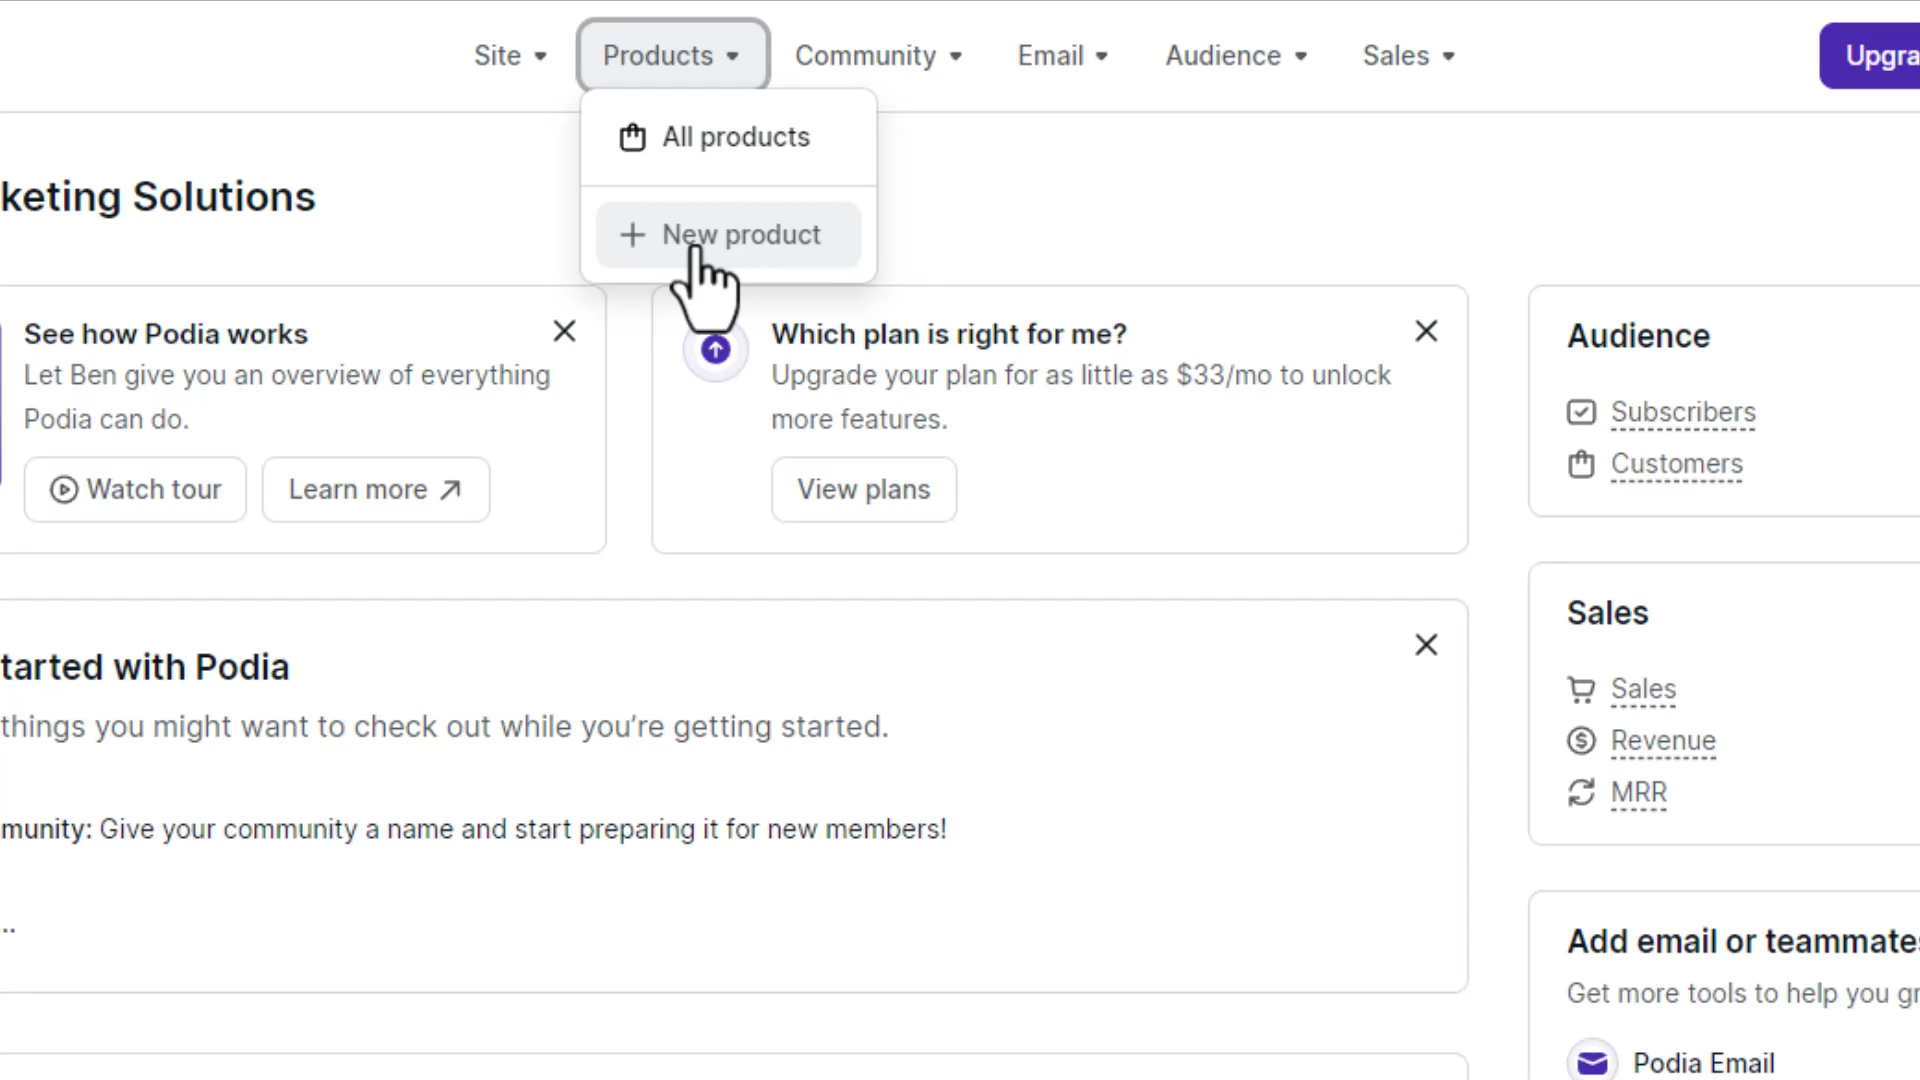 Site
Products
Community
Email
Audience
Sales
Upgra
All products
New product
keting Solutions
See how Podia works
Let Ben give you an overview of everything
Podia can do.
Watch tour
Learn more
Which plan is right for me?
Upgrade your plan for as little as $33/mo to unlock
more features.
View plans
Audience
Subscribers
Customers
tarted with Podia
things you might want to check out while you're getting started.
munity: Give your community a name and start preparing it for new members!
...
Sales
Sales
Revenue
MRR
Add email or teammates
Get more tools to help you gr
Podia Email